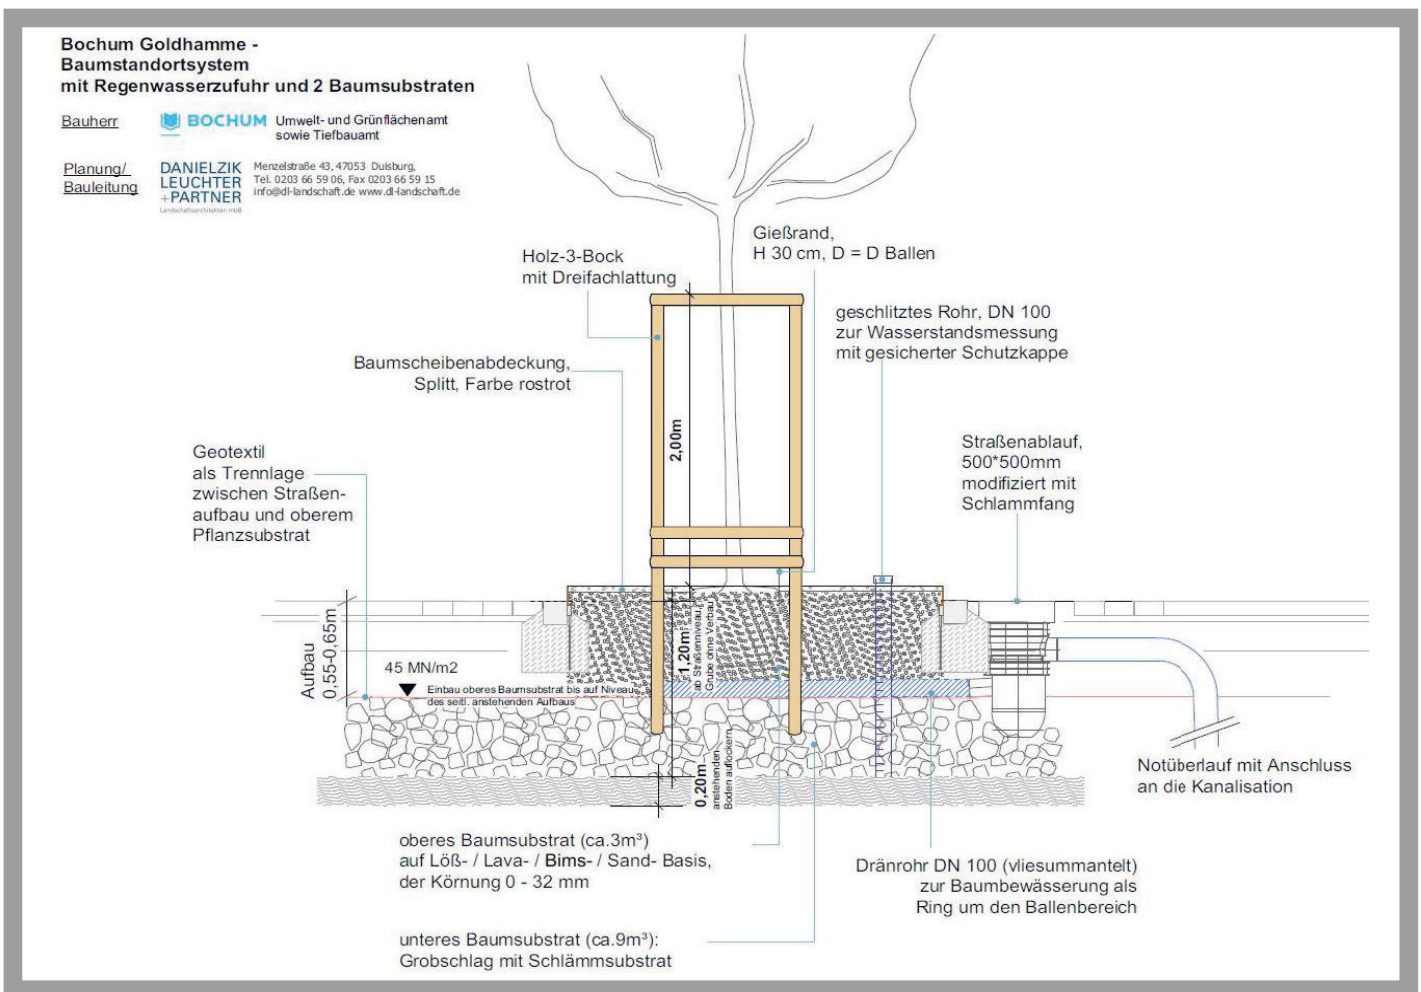 Bochum Goldhamme -
Baumstandortsystem
mit Regenwasserzufuhr und 2 Baumsubstraten
Bauherr
BOCHUM
Umwelt- und Grünflächenamt
sowie Tiefbauamt
Planung/
Bauleitung
DANIELZIK
LEUCHTER
+PARTNER
Landschaftsarchitekten mbB
Menzelstraße 43, 47053 Duisburg,
Tel. 0203 66 59 06, Fax 0203 66 59 15
info@dl-landschaft.de www.dl-landschaft.de
Gießrand,
H 30 cm, D = D Ballen
Holz-3-Bock
mit Dreifachlattung
geschlitztes Rohr, DN 100
zur Wasserstandsmessung
mit gesicherter Schutzkappe
Baumscheibenabdeckung,
Splitt, Farbe rostrot
2,00m
Geotextil
als Trennlage
zwischen Straßen-
aufbau und oberem
Pflanzsubstrat
Straßenablauf,
500*500mm
modifiziert mit
Schlammfang
Aufbau
0,55-0,65m
45 MN/m2
Einbau oberes Baumsubstrat bis auf Niveau
des seitl. anstehenden Aufbaus
1,20m
ab Straßenniveau,
Grube ohne Verbau
0,20m
anstehenden
Boden auflockern
Notüberlauf mit Anschluss
an die Kanalisation
oberes Baumsubstrat (ca.3m³)
auf Löß- / Lava- / Bims- / Sand- Basis,
der Körnung 0 - 32 mm
Dränrohr DN 100 (vliesummantelt)
zur Baumbewässerung als
Ring um den Ballenbereich
unteres Baumsubstrat (ca.9m³):
Grobschlag mit Schlämmsubstrat